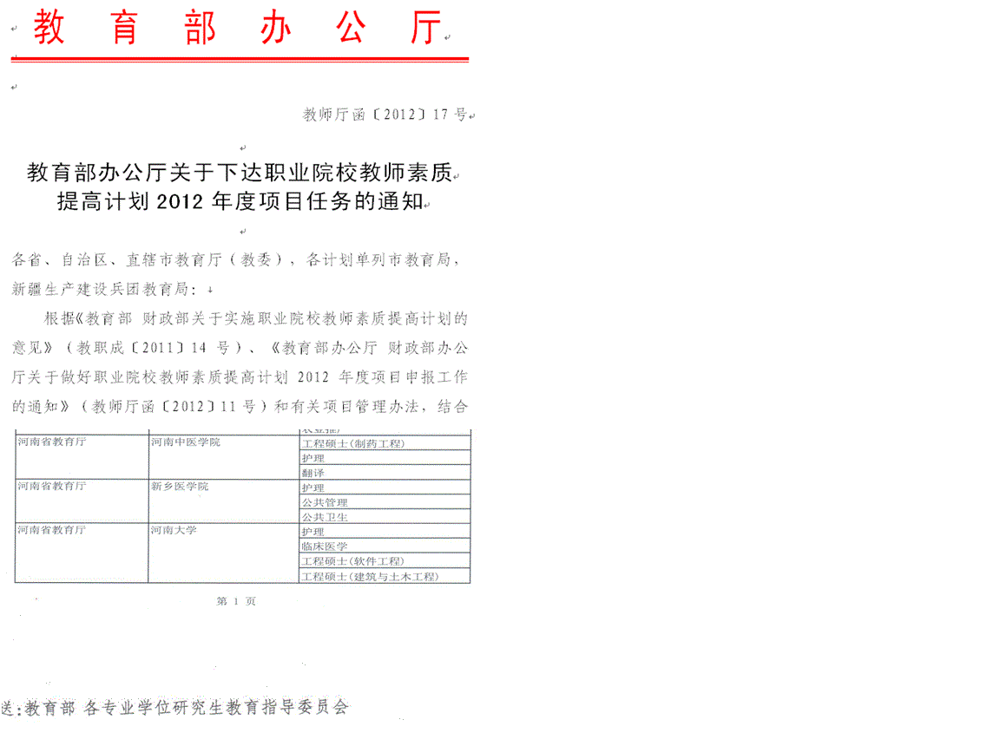 教育部办公厅
教师厅函〔2012〕17号
教育部办公厅关于下达职业院校教师素质
提高计划2012年度项目任务的通知
各省、自治区、直辖市教育厅（教委），各计划单列市教育局，
新疆生产建设兵团教育局：
根据《教育部 财政部关于实施职业院校教师素质提高计划的
意见》（教职成〔2011〕14 号）、《教育部办公厅 财政部办公
厅关于做好职业院校教师素质提高计划 2012 年度项目申报工作
的通知》（教师厅函〔2012〕11号）和有关项目管理办法，结合
河南省教育厅 河南中医学院 工程硕士(制药工程)
护理
翻译
河南省教育厅 新乡医学院 护理
公共管理
公共卫生
河南省教育厅 河南大学 护理
临床医学
工程硕士(软件工程)
工程硕士(建筑与土木工程)
第 1 页
送:教育部 各专业学位研究生教育指导委员会